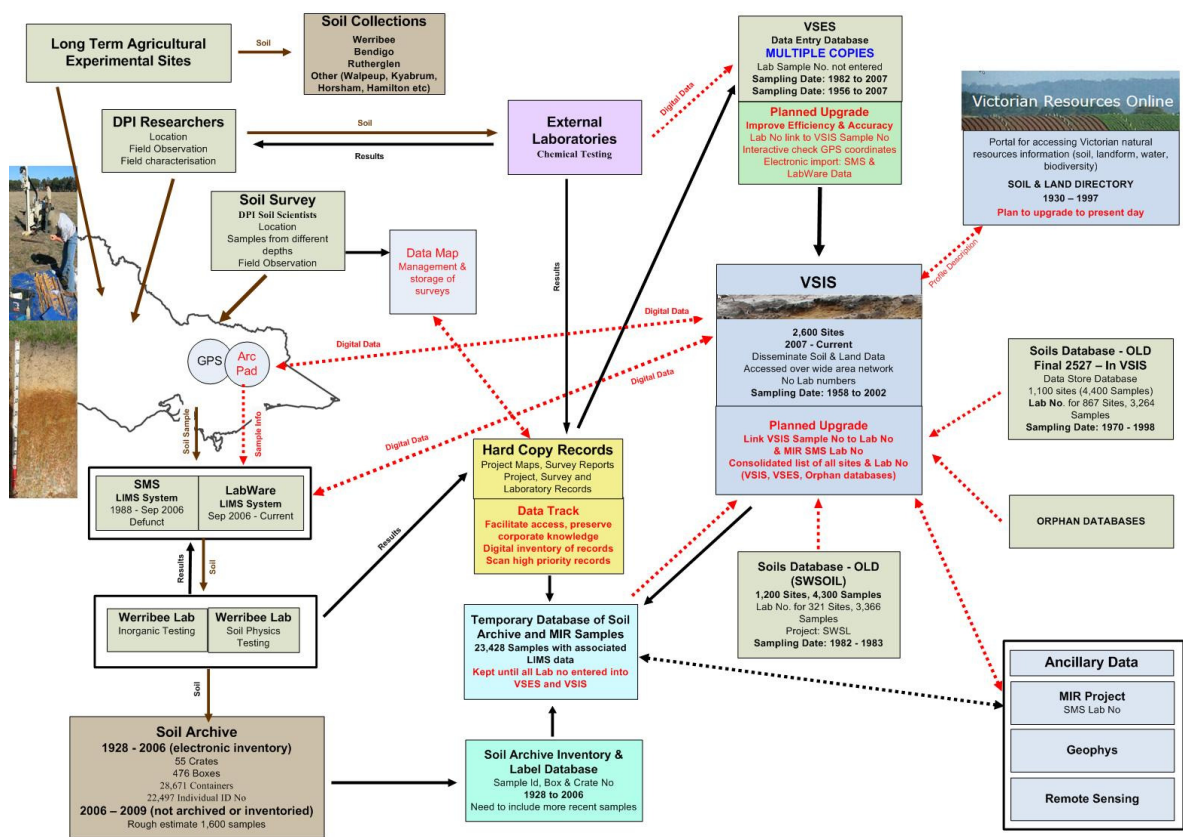 Long Term Agricultural
Experimental Sites
Soil
Soil Collections
Werribee
Bendigo
Rutherglen
Other (Walpeup, Kyabrum,
Horsham, Hamilton etc)
DPI Researchers
Location
Field Observation
Field characterisation
Soil
Results
External
Laboratories
Chemical Testing
Digital Data
VSES
Data Entry Database
MULTIPLE COPIES
Lab Sample No. not entered
Sampling Date: 1982 to 2007
Sampling Date: 1956 to 2007
Planned Upgrade
Improve Efficiency & Accuracy
Lab No link to VSIS Sample No
Interactive check GPS coordinates
Electronic import: SMS &
LabWare Data
Victorian Resources Online
Portal for accessing Victorian natural
resources information (soil, landform, water,
biodiversity)
SOIL & LAND DIRECTORY
1930 – 1997
Plan to upgrade to present day
Profile Description
Soil Survey
DPI Soil Scientists
Location
Samples from different
depths
Field Observation
Data Map
Management &
storage of
surveys
Results
GPS
Arc
Pad
Digital Data
Digital Data
Digital Data
Digital Data
VSIS
2,600 Sites
2007 - Current
Disseminate Soil & Land Data
Accessed over wide area network
No Lab numbers
Sampling Date: 1958 to 2002
Planned Upgrade
Link VSIS Sample No to Lab No
& MIR SMS Lab No
Consolidated list of all sites & Lab No
(VSIS, VSES, Orphan databases)
Soils Database - OLD
Final 2527 – In VSIS
Data Store Database
1,100 sites (4,400 Samples)
Lab No. for 867 Sites, 3,264
Samples
Sampling Date: 1970 - 1998
ORPHAN DATABASES
Soil Sample
Sample Info
SMS
LIMS System
1988 - Sep 2006
Defunct
LabWare
LIMS System
Sep 2006 - Current
Results
Soil
Werribee Lab
Inorganic Testing
Werribee Lab
Soil Physics
Testing
Results
Hard Copy Records
Project Maps, Survey Reports
Project, Survey and
Laboratory Records
Data Track
Facilitate access, preserve
corporate knowledge
Digital inventory of records
Scan high priority records
Soils Database - OLD
(SWSOIL)
1,200 Sites, 4,300 Samples
Lab No. for 321 Sites, 3,366
Samples
Project: SWSL
Sampling Date: 1982 - 1983
Temporary Database of Soil
Archive and MIR Samples
23,428 Samples with associated
LIMS data
Kept until all Lab no entered into
VSES and VSIS
Soil
Soil Archive
1928 - 2006 (electronic inventory)
55 Crates
476 Boxes
28,671 Containers
22,497 Individual ID No
2006 – 2009 (not archived or inventoried)
Rough estimate 1,600 samples
Soil Archive Inventory &
Label Database
Sample Id, Box & Crate No
1928 to 2006
Need to include more recent samples
Ancillary Data
MIR Project
SMS Lab No
Geophys
Remote Sensing